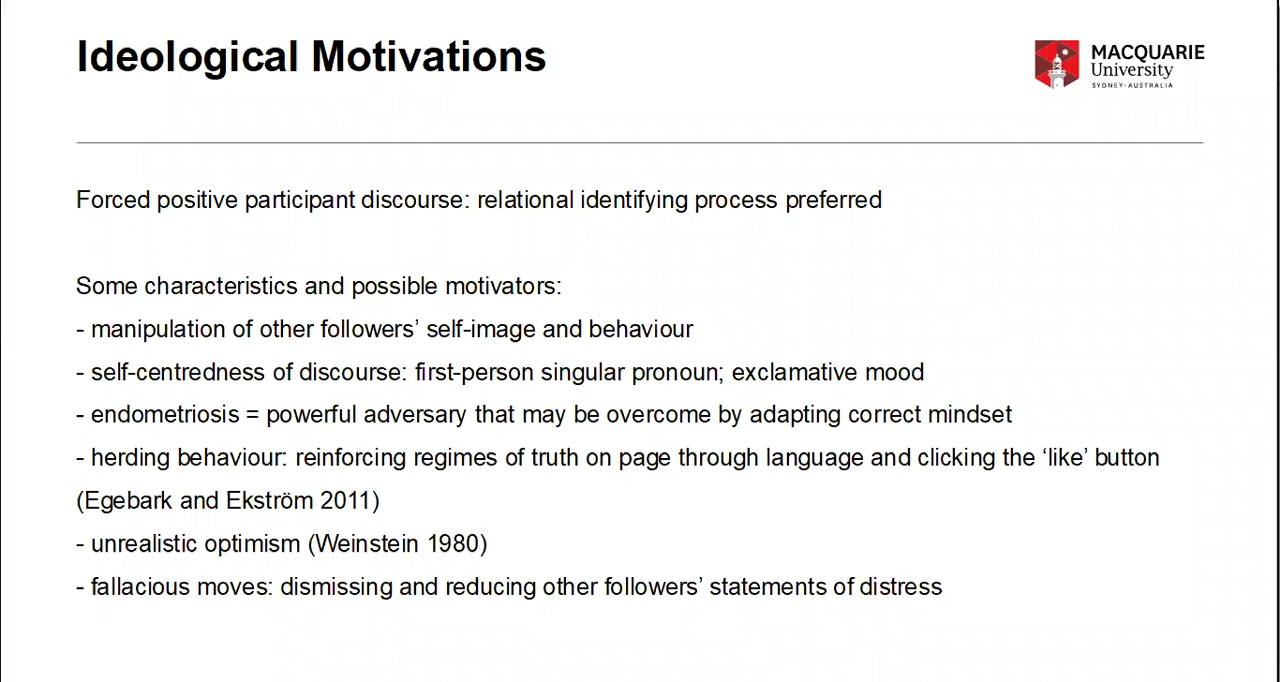 Ideological Motivations
MACQUARIE
University
SYDNEY·AUSTRALIA
Forced positive participant discourse: relational identifying process preferred
Some characteristics and possible motivators:
- manipulation of other followers’ self-image and behaviour
- self-centredness of discourse: first-person singular pronoun; exclamative mood
- endometriosis = powerful adversary that may be overcome by adapting correct mindset
- herding behaviour: reinforcing regimes of truth on page through language and clicking the ‘like’ button
(Egebark and Ekström 2011)
- unrealistic optimism (Weinstein 1980)
- fallacious moves: dismissing and reducing other followers’ statements of distress